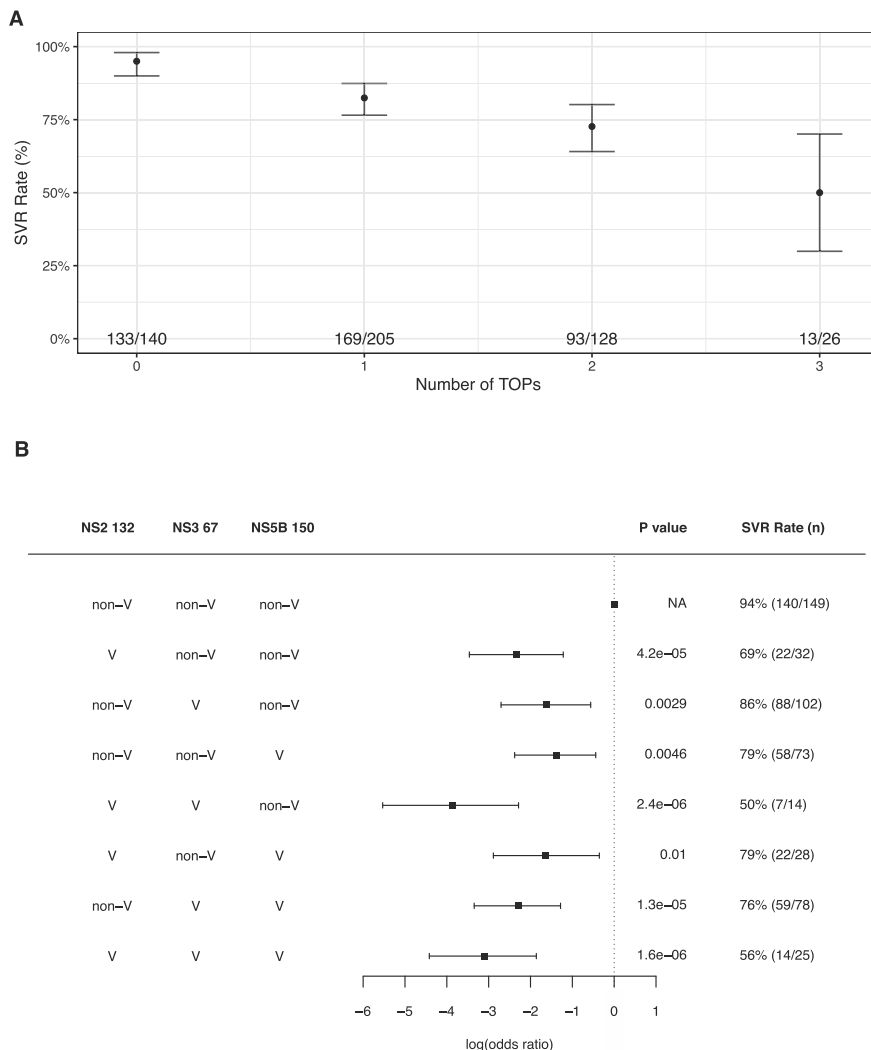 A
100%
75%
50%
25%
0%
SVR Rate (%)
133/140 169/205 93/128 13/26
0 1 2 3
Number of TOPs
B
NS2 132 NS3 67 NS5B 150 P value SVR Rate (n)
non–V non–V non–V NA 94% (140/149)
V non–V non–V 4.2e–05 69% (22/32)
non–V V non–V 0.0029 86% (88/102)
non–V non–V V 0.0046 79% (58/73)
V V non–V 2.4e–06 50% (7/14)
V non–V V 0.01 79% (22/28)
non–V V V 1.3e–05 76% (59/78)
V V V 1.6e–06 56% (14/25)
–6 –5 –4 –3 –2 –1 0 1
log(odds ratio)